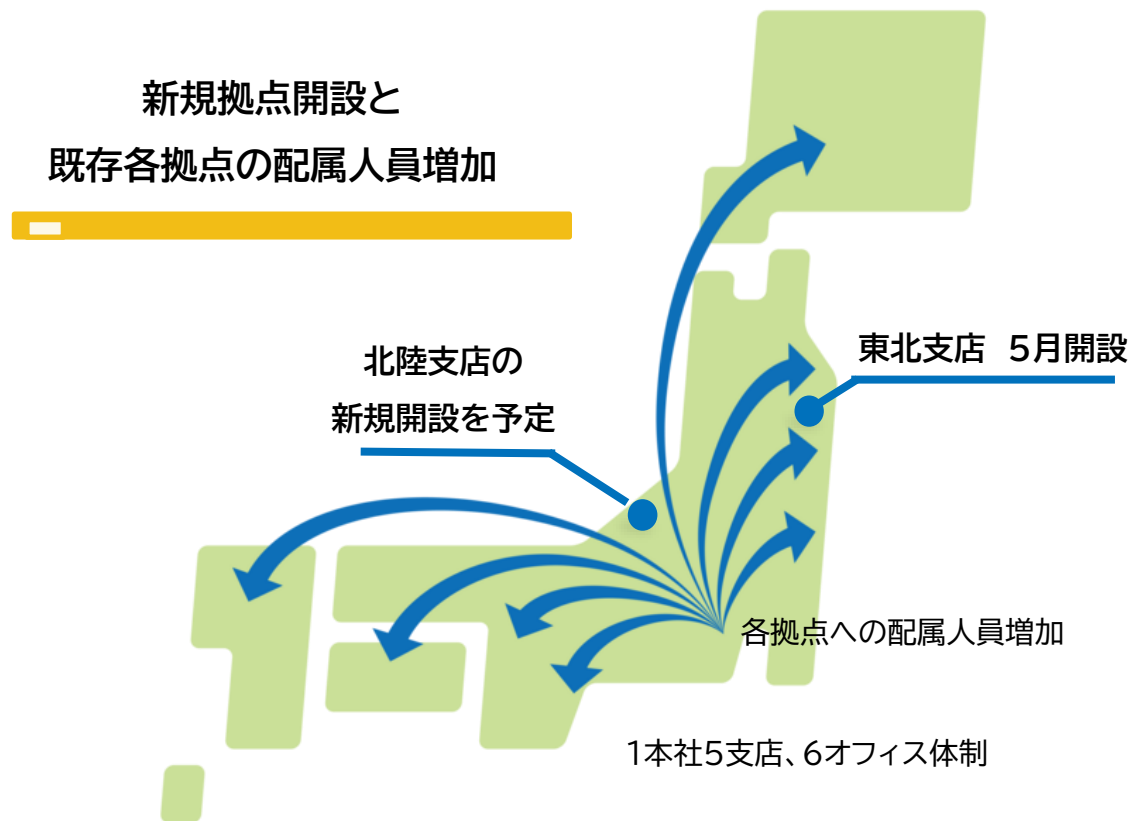 新規拠点開設と
既存各拠点の配属人員増加
北陸支店の
新規開設を予定
東北支店　5月開設
各拠点への配属人員増加
1本社5支店、6オフィス体制